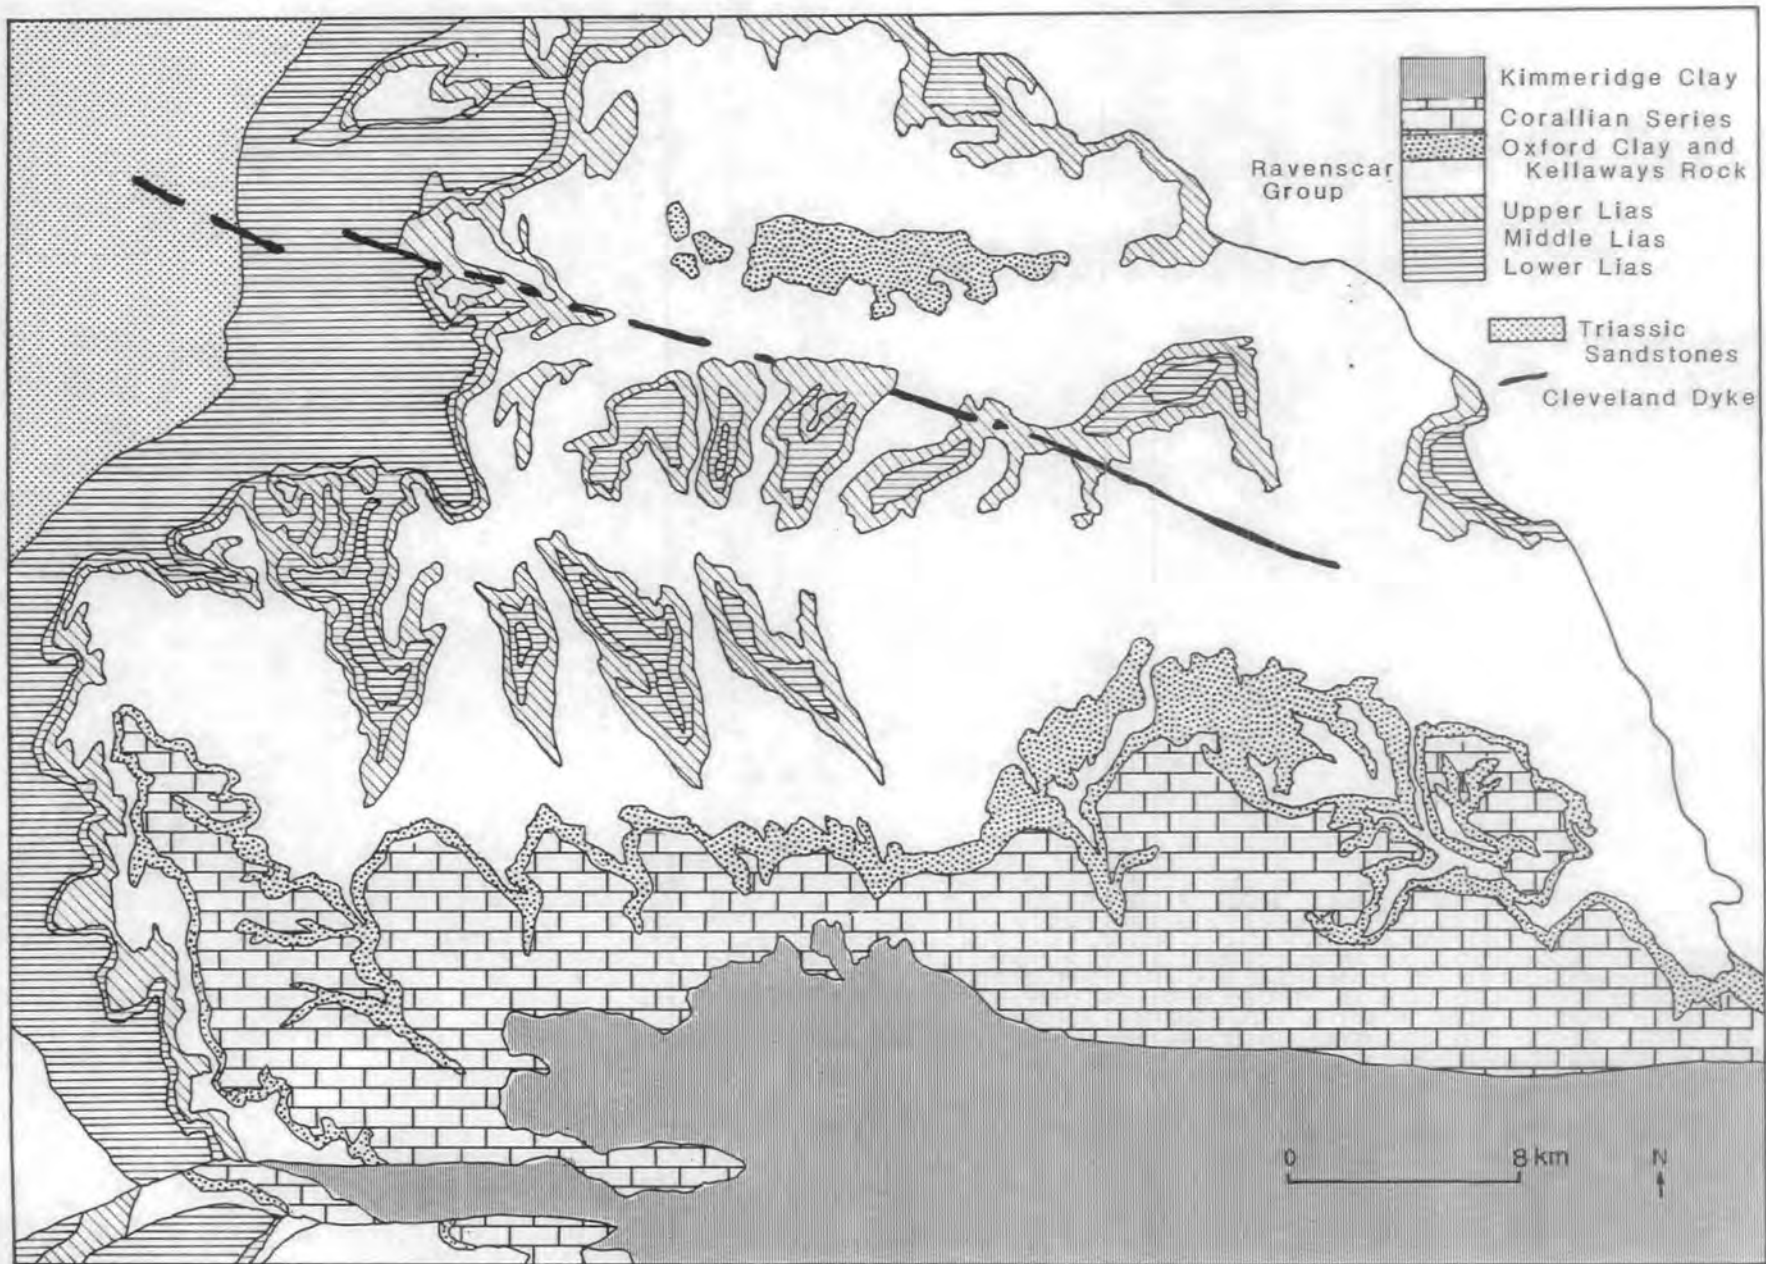 Kimmeridge Clay
Corallian Series
Oxford Clay and
Kellaways Rock
Ravenscar
Group
Upper Lias
Middle Lias
Lower Lias
Triassic
Sandstones
Cleveland Dyke
0 8 km N